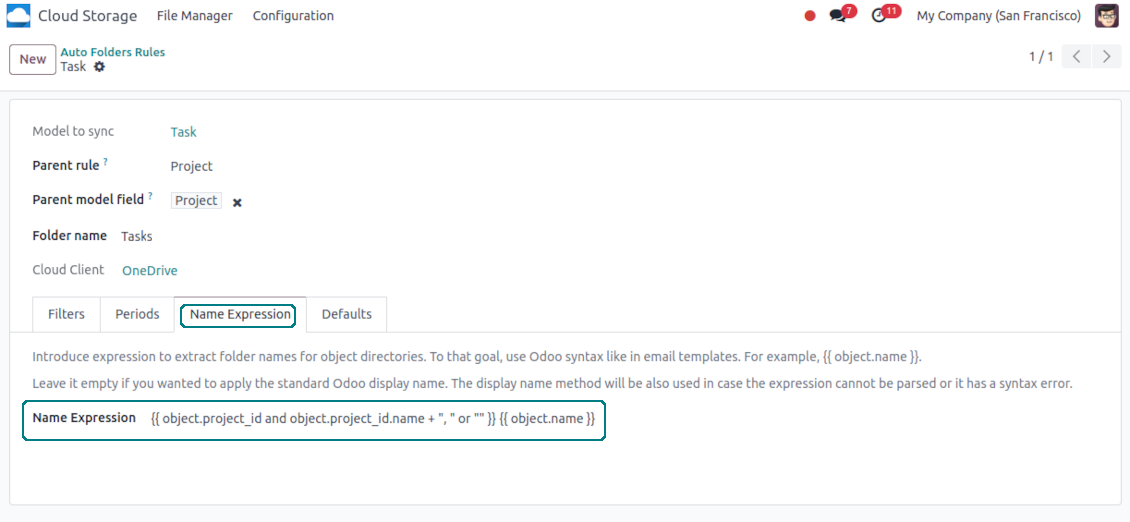 Cloud Storage File Manager Configuration 7 11 My Company (San Francisco)
New Auto Folders Rules 1 / 1
Task
Model to sync Task
Parent rule ? Project
Parent model field ? Project
Folder name Tasks
Cloud Client OneDrive
Filters Periods Name Expression Defaults
Introduce expression to extract folder names for object directories. To that goal, use Odoo syntax like in email templates. For example, {{ object.name }}.
Leave it empty if you wanted to apply the standard Odoo display name. The display name method will be also used in case the expression cannot be parsed or it has a syntax error.
Name Expression {{ object.project_id and object.project_id.name + ", " or "" }} {{ object.name }}